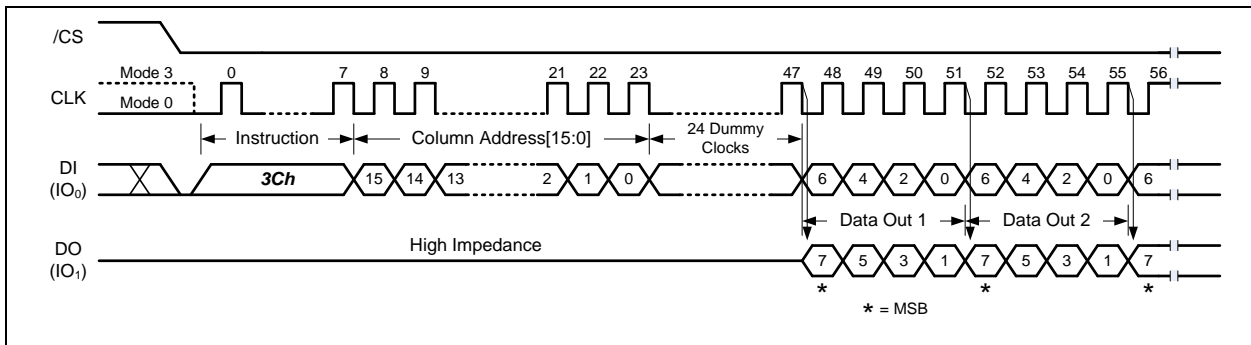 /CS
Mode 3 0 7 8 9 21 22 23 47 48 49 50 51 52 53 54 55 56
CLK
Mode 0
Instruction Column Address[15:0] 24 Dummy Clocks
DI (IO0) 3Ch 15 14 13 2 1 0 6 4 2 0 6 4 2 0 6
Data Out 1 Data Out 2
DO (IO1) High Impedance 7 5 3 1 7 5 3 1 7
* * *
* = MSB